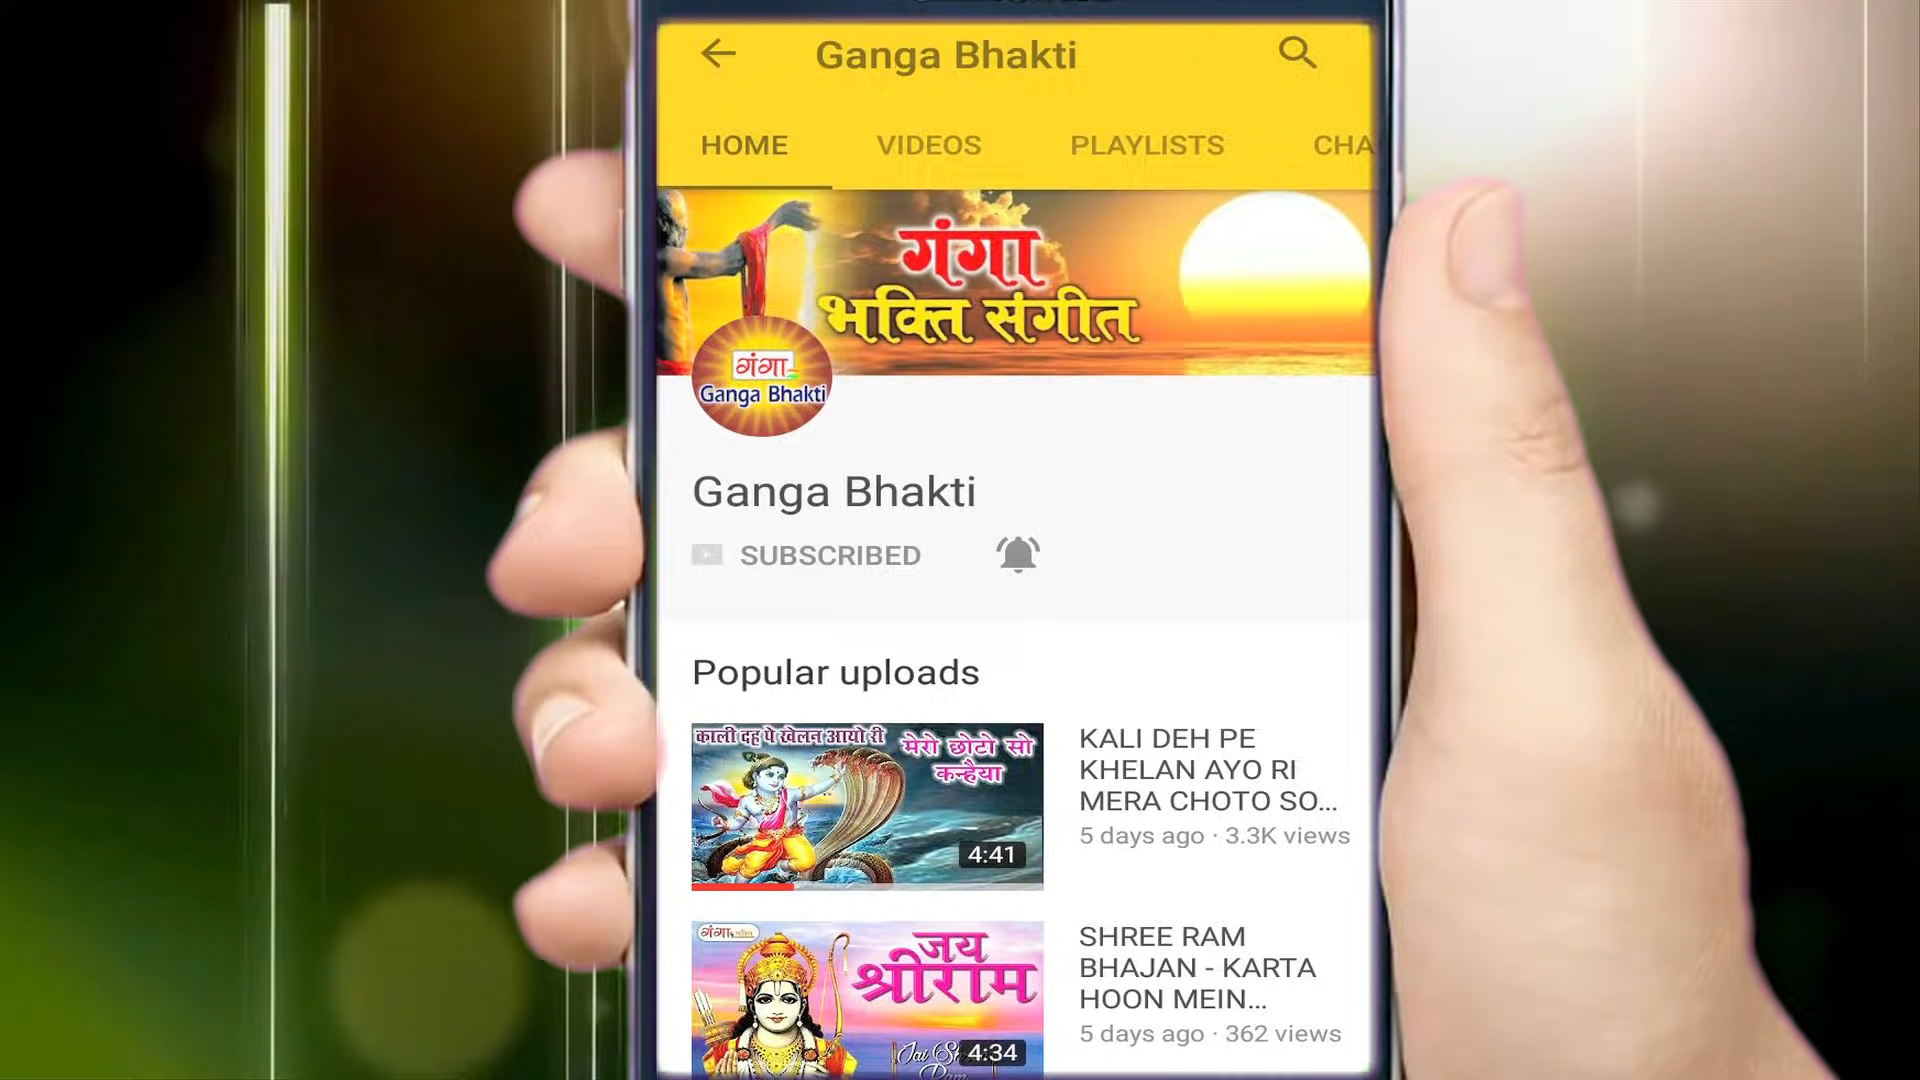 Ganga Bhakti
HOME VIDEOS PLAYLISTS CHA
गंगा
भक्ति संगीत
गंगा
Ganga Bhakti
Ganga Bhakti
SUBSCRIBED
Popular uploads
काली दह पे खेलन आयो री
मेरो छोटो सो
कन्हैया
4:41
KALI DEH PE
KHELAN AYO RI
MERA CHOTO SO...
5 days ago · 3.3K views
गंगा भक्ति
जय
श्रीराम
4:34
SHREE RAM
BHAJAN - KARTA
HOON MEIN...
5 days ago · 362 views